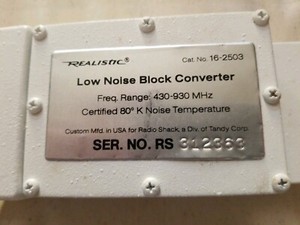 REALISTIC® Cat. No. 16-2503
Low Noise Block Converter
Freq. Range: 430-930 MHz
Certified 80° K Noise Temperature
Custom Mfd. in USA for Radio Shack, a Div. of Tandy Corp.
SER. NO. RS 312363